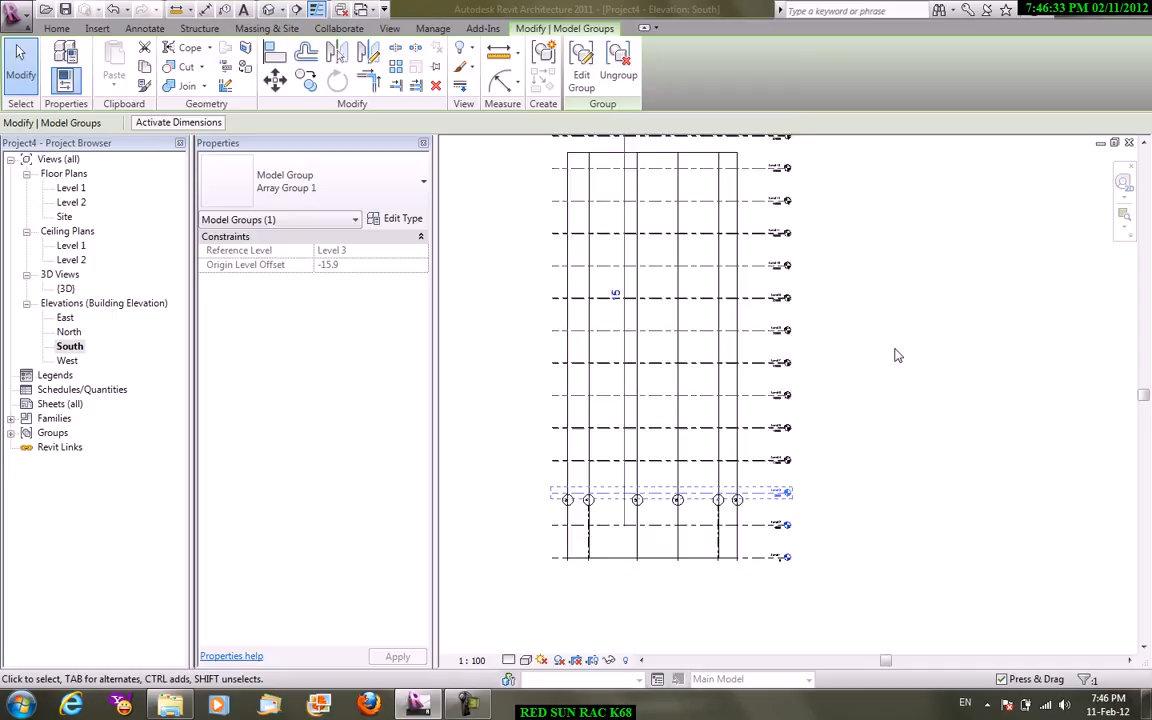 Autodesk Revit Architecture 2011 - [Project4 - Elevation: South]
Type a keyword or phrase
7:46:33 PM 02/11/2012
Home
Insert
Annotate
Structure
Massing & Site
Collaborate
View
Manage
Add-Ins
Modify | Model Groups
Modify
Paste
Cope
Cut
Join
Edit
Group
Ungroup
Select
Properties
Clipboard
Geometry
Modify
View
Measure
Create
Group
Modify | Model Groups
Activate Dimensions
Project4 - Project Browser
Views (all)
Floor Plans
Level 1
Level 2
Site
Ceiling Plans
Level 1
Level 2
3D Views
{3D}
Elevations (Building Elevation)
East
North
South
West
Legends
Schedules/Quantities
Sheets (all)
Families
Groups
Revit Links
Properties
Model Group
Array Group 1
Model Groups (1)
Edit Type
Constraints
Reference Level Level 3
Origin Level Offset -15.9
Properties help
Apply
15
2D
1 : 100
Click to select, TAB for alternates, CTRL adds, SHIFT unselects.
Main Model
Press & Drag
:1
EN
7:46 PM
11-Feb-12
RED SUN RAC K68